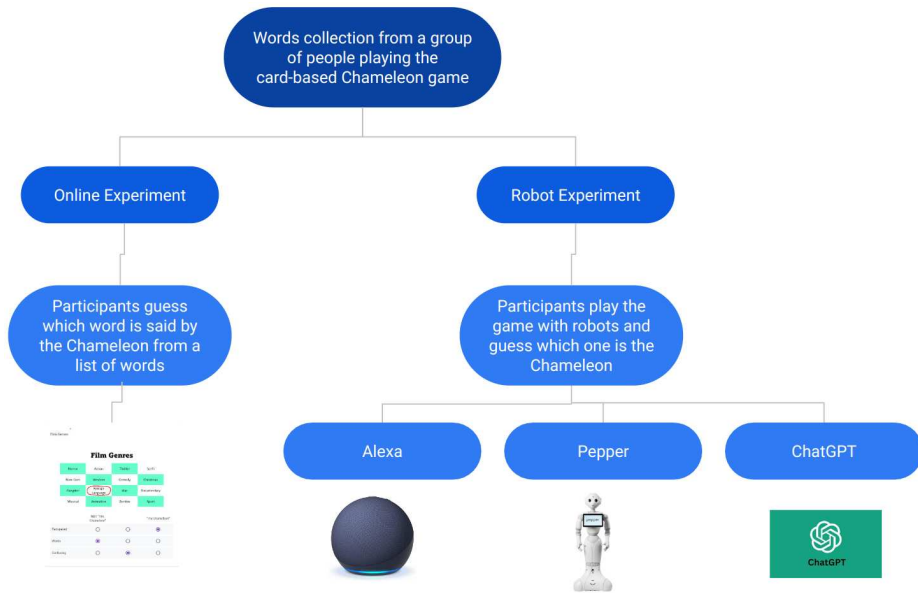 Words collection from a group
of people playing the
card-based Chameleon game
Online Experiment
Robot Experiment
Participants guess
which word is said by
the Chameleon from a
list of words
Participants play the
game with robots and
guess which one is the
Chameleon
Alexa
Pepper
ChatGPT
Film Genres
ChatGPT